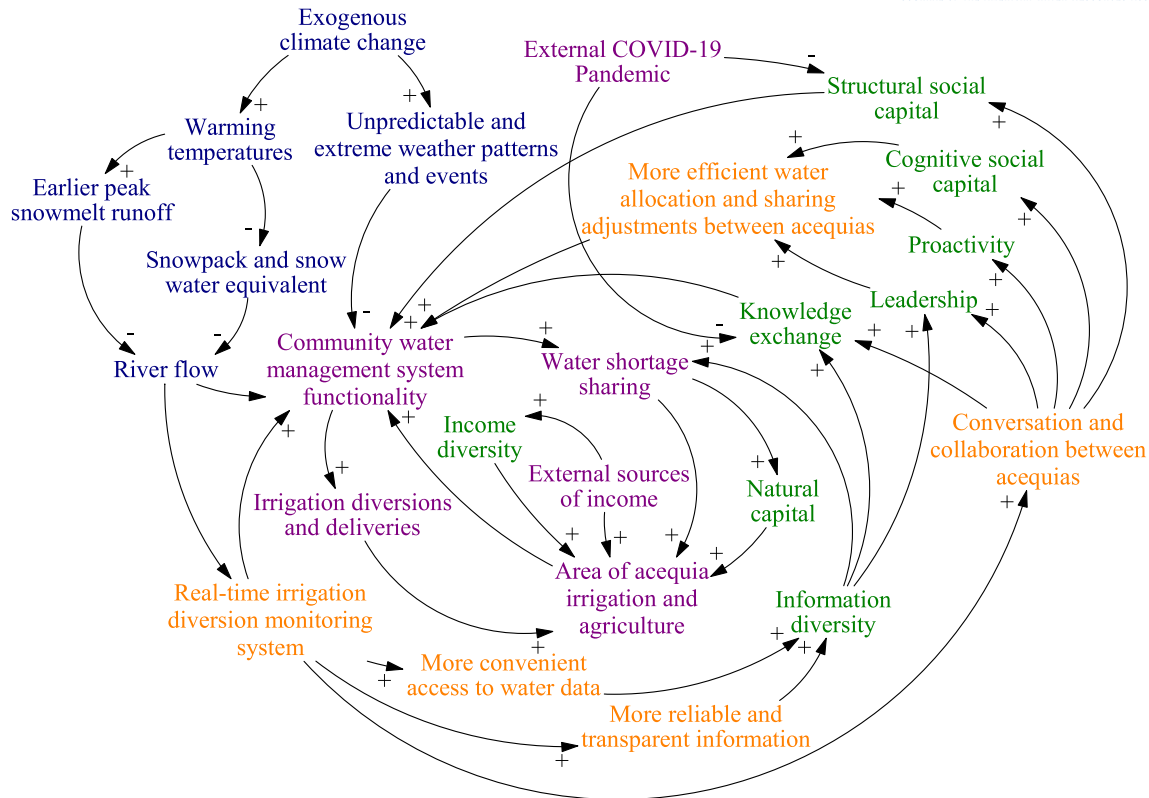 Exogenous
climate change
External COVID-19
Pandemic
-
Structural social
capital
+
+
+
Warming
temperatures
Unpredictable and
extreme weather patterns
and events
+
+
Cognitive social
capital
More efficient water
allocation and sharing
adjustments between acequias
+
Earlier peak
snowmelt runoff
+
+
-
Proactivity
Snowpack and snow
water equivalent
+
+
Leadership
+
-
+
+
Knowledge
exchange
-
+
+
+
-
-
Community water
management system
functionality
+
Water shortage
sharing
+
River flow
+
+
+
Income
diversity
+
Conversation and
collaboration between
acequias
External sources
of income
+
+
Natural
capital
Irrigation diversions
and deliveries
+
+
+
+
+
Area of acequia
irrigation and
agriculture
Real-time irrigation
diversion monitoring
system
Information
diversity
+
+
+
More convenient
access to water data
+
More reliable and
transparent information
+